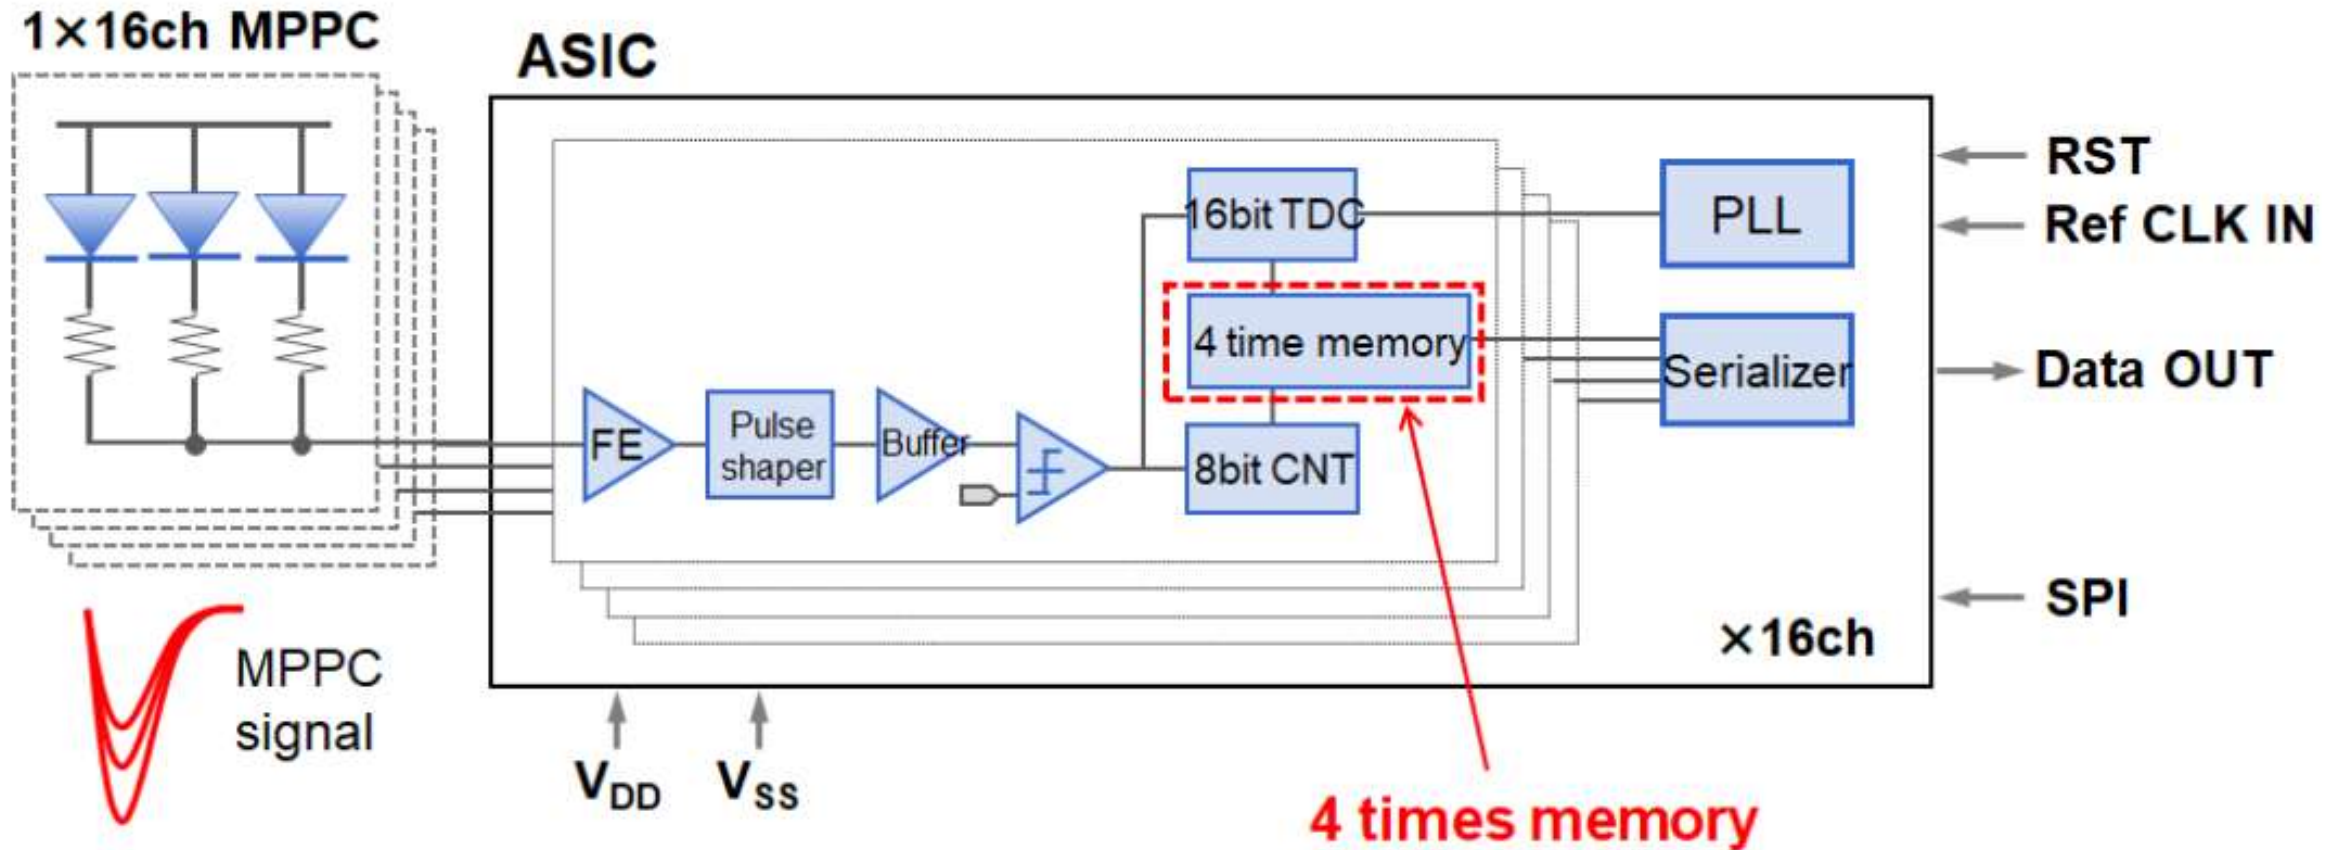 1×16ch MPPC
ASIC
RST
16bit TDC
PLL
Ref CLK IN
4 time memory
Serializer
Data OUT
FE
Pulse
shaper
Buffer
8bit CNT
SPI
×16ch
MPPC
signal
VDD
VSS
4 times memory